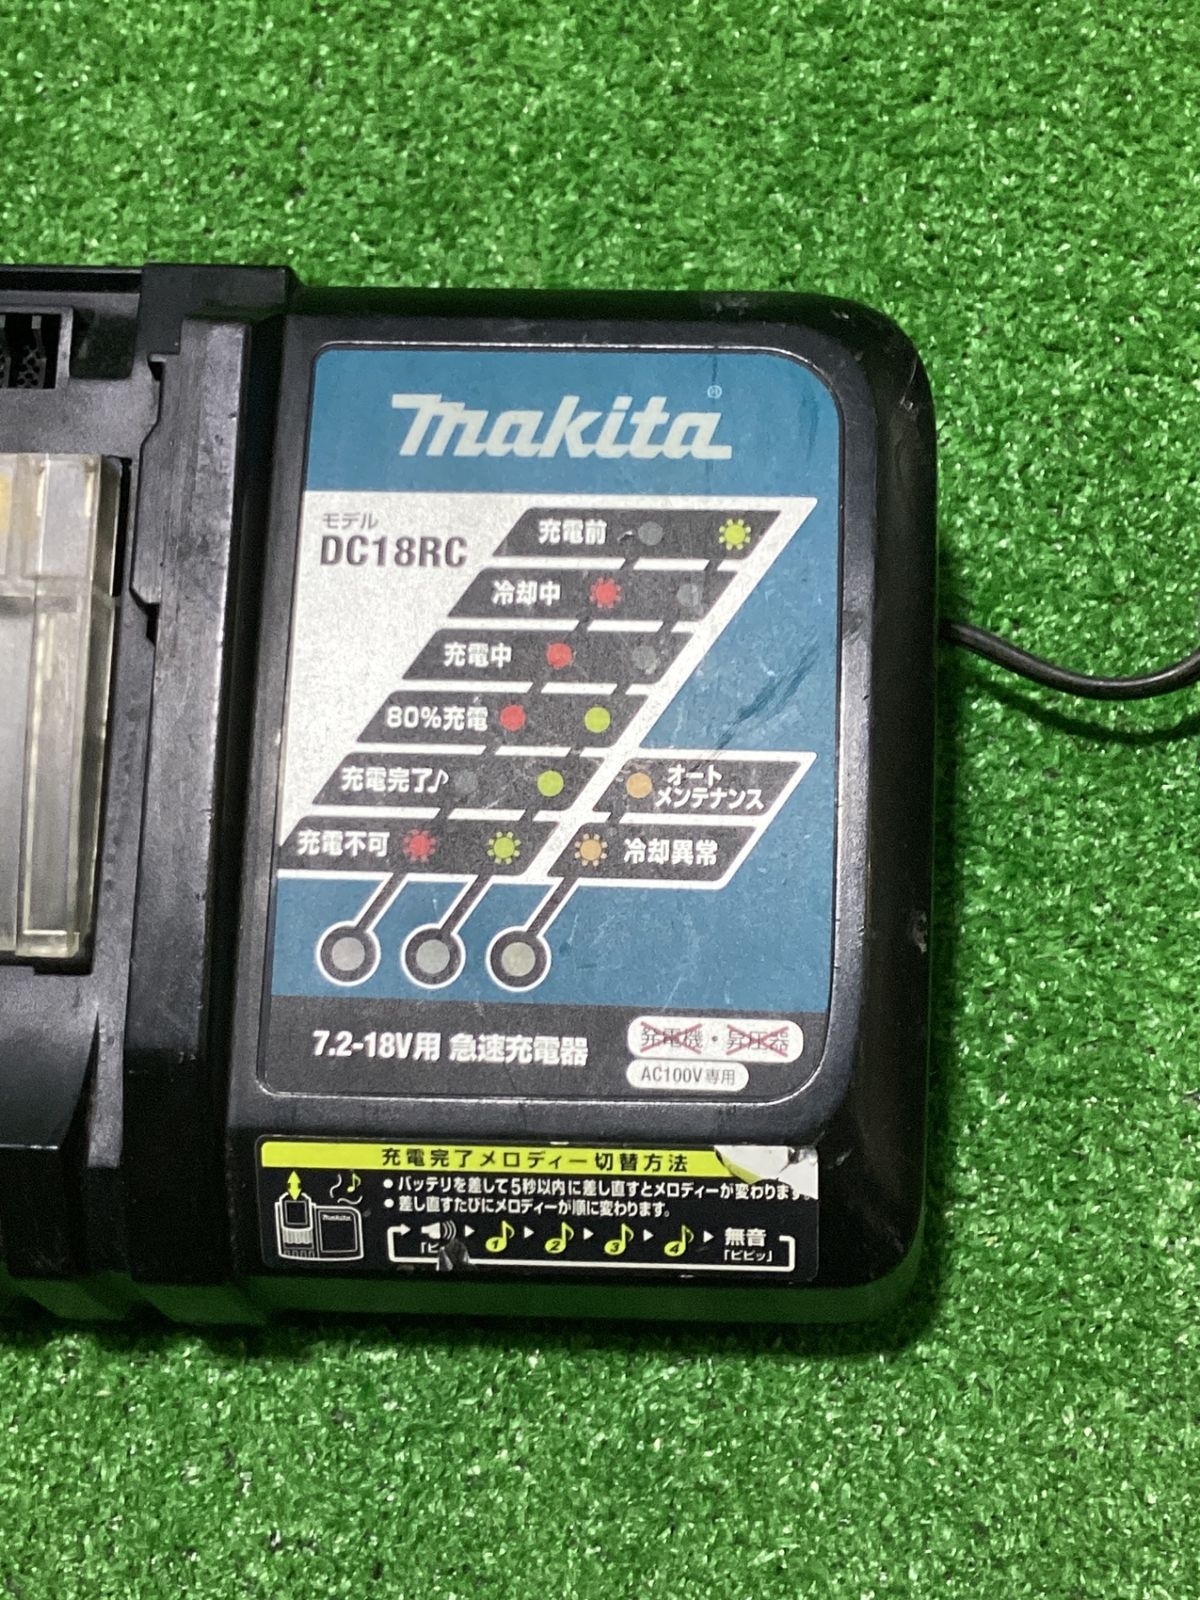 makita®
モデル
DC18RC
充電前
冷却中
充電中
80%充電
充電完了♪
オート
メンテナンス
充電不可
冷却異常
7.2-18V用 急速充電器
発電機・昇圧器
AC100V専用
充電完了メロディー切替方法
●バッテリを差して5秒以内に差し直すとメロディーが変わります。
●差し直すたびにメロディーが順に変わります。
makita
1 2 3 4 無音
「ピピッ」